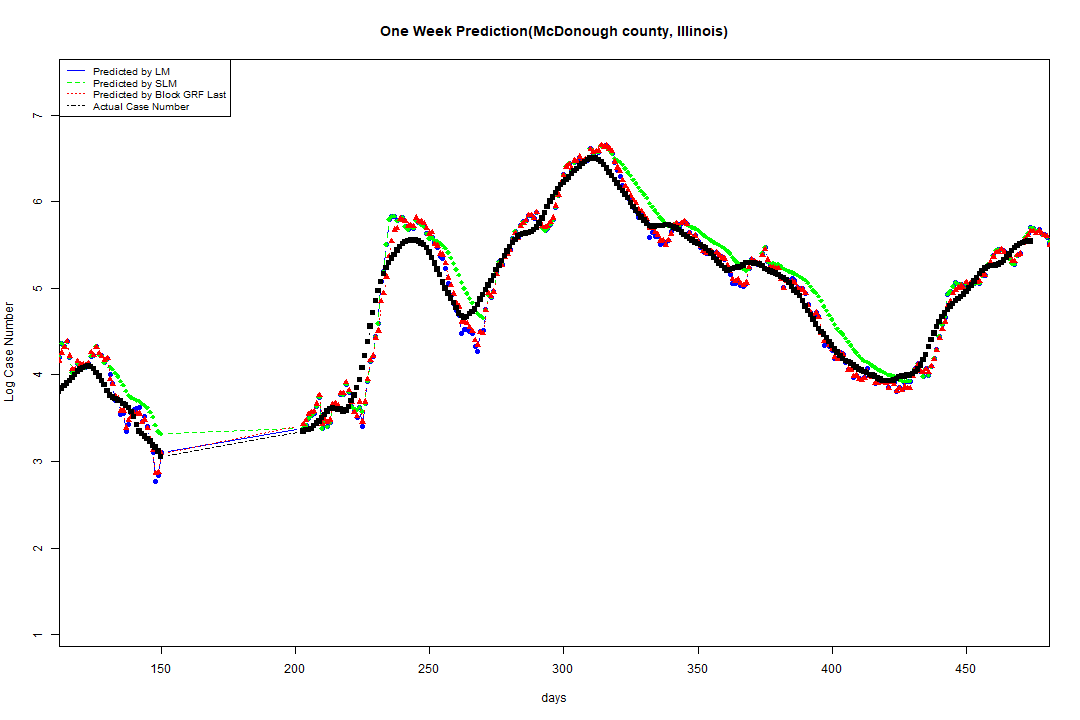 One Week Prediction(McDonough county, Illinois)
Predicted by LM
Predicted by SLM
Predicted by Block GRF Last
Actual Case Number
7
6
5
4
3
2
1
Log Case Number
150 200 250 300 350 400 450
days